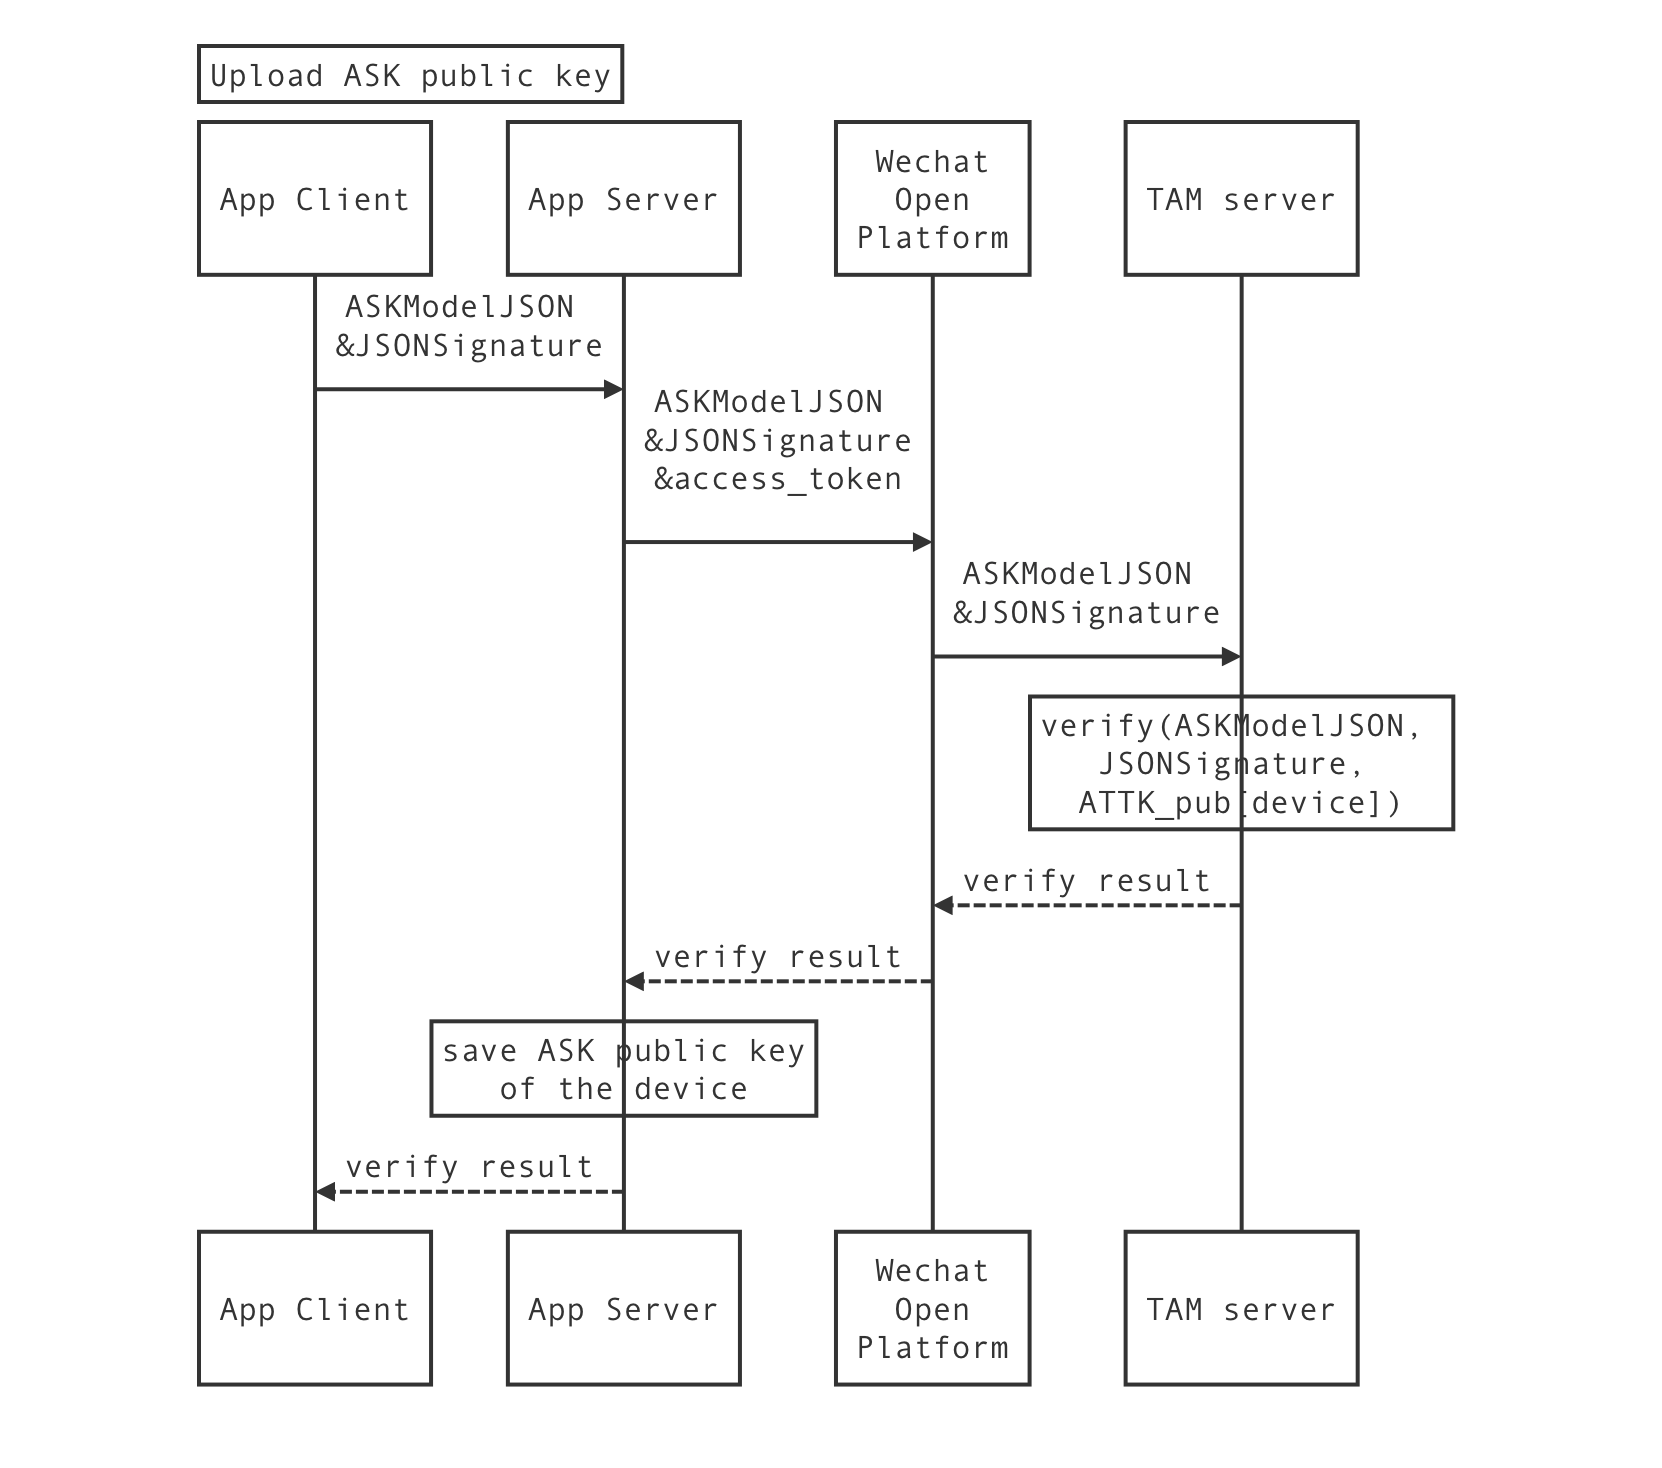 Upload ASK public key
App Client
App Server
Wechat
Open
Platform
TAM server
ASKModelJSON
&JSONSignature
ASKModelJSON
&JSONSignature
&access_token
ASKModelJSON
&JSONSignature
verify(ASKModelJSON,
JSONSignature,
ATTK_pub[device])
verify result
verify result
save ASK public key
of the device
verify result
App Client
App Server
Wechat
Open
Platform
TAM server